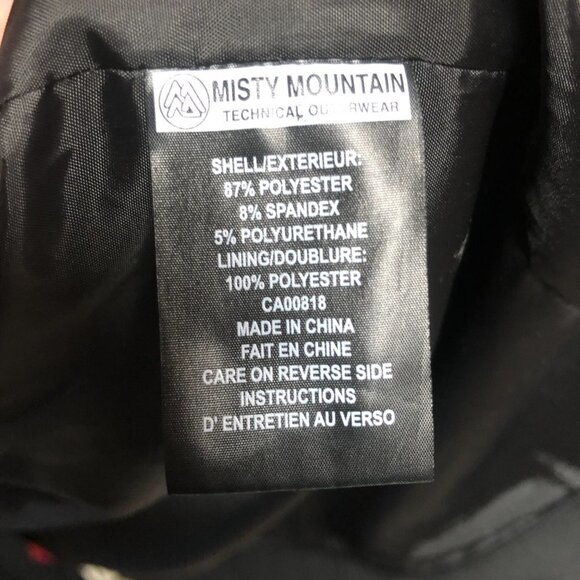 MISTY MOUNTAIN
TECHNICAL OUTERWEAR
SHELL/EXTERIEUR:
87% POLYESTER
8% SPANDEX
5% POLYURETHANE
LINING/DOUBLURE:
100% POLYESTER
CA00818
MADE IN CHINA
FAIT EN CHINE
CARE ON REVERSE SIDE
INSTRUCTIONS
D' ENTRETIEN AU VERSO